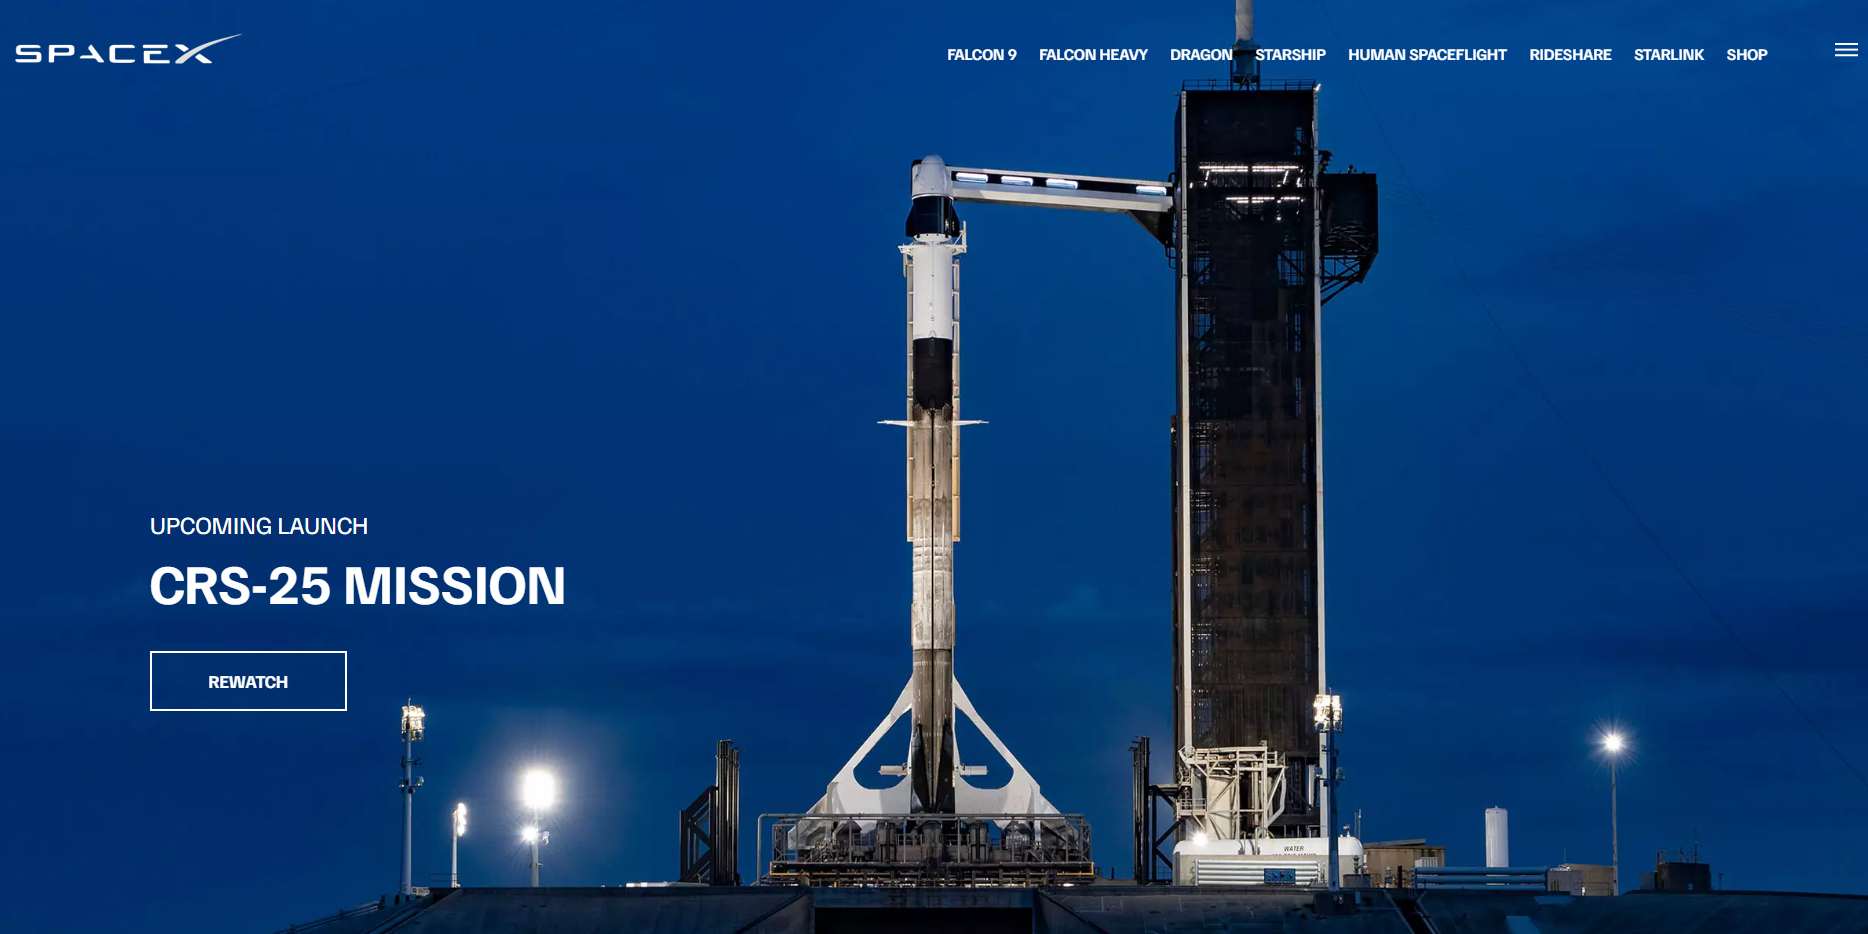 SPACEX
FALCON 9 FALCON HEAVY DRAGON STARSHIP HUMAN SPACEFLIGHT RIDESHARE STARLINK SHOP
UPCOMING LAUNCH
CRS-25 MISSION
REWATCH
WATER